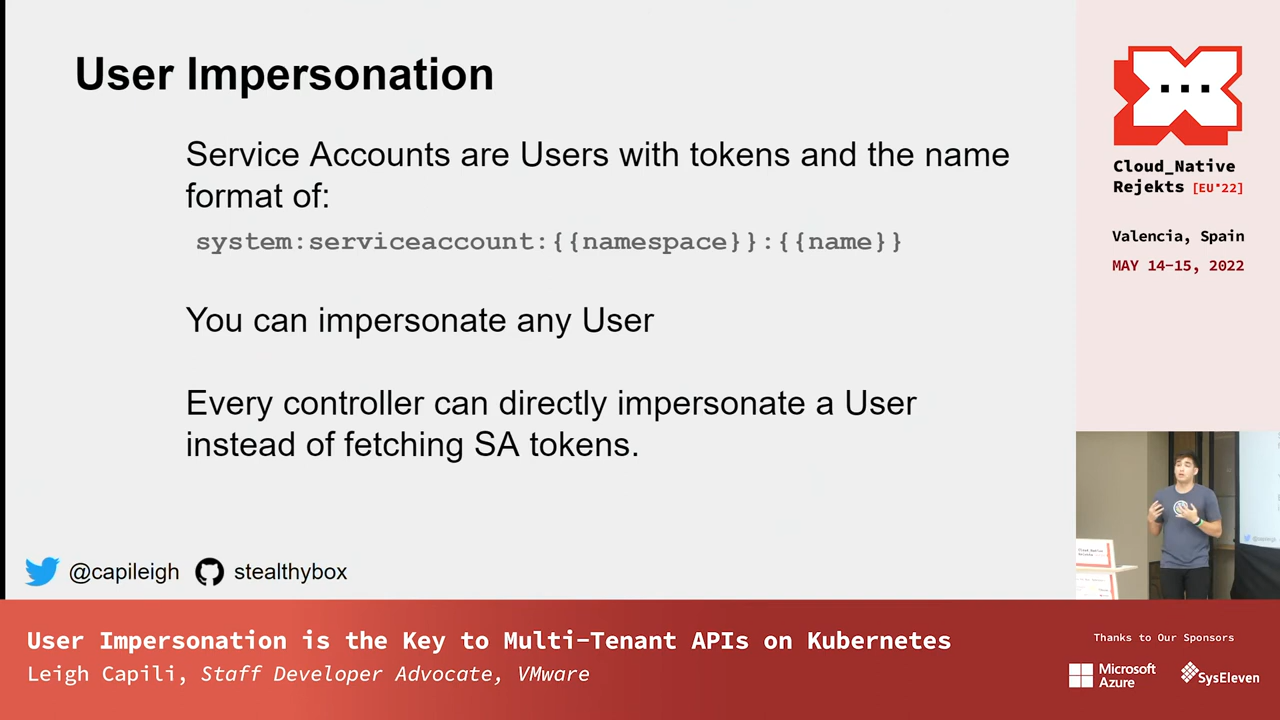 User Impersonation
Service Accounts are Users with tokens and the name
format of:
system:serviceaccount:{{namespace}}:{{name}}
You can impersonate any User
Every controller can directly impersonate a User
instead of fetching SA tokens.
@capileigh stealthybox
Cloud_Native
Rejekts [EU*22]
Valencia, Spain
MAY 14-15, 2022
User Impersonation is the Key to Multi-Tenant APIs on Kubernetes
Leigh Capili, Staff Developer Advocate, VMware
Thanks to Our Sponsors
Microsoft
Azure
SysEleven